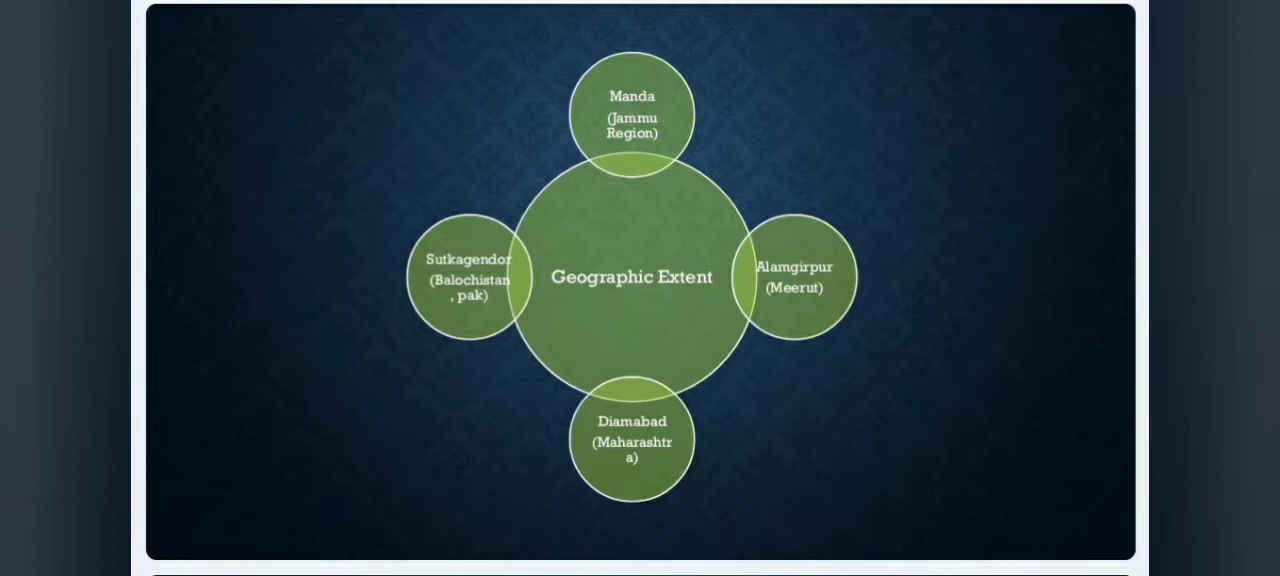 Manda
(Jammu
Region)
Sutkagendor
(Balochistan
, pak)
Geographic Extent
Alamgirpur
(Meerut)
Diamabad
(Maharashtr
a)